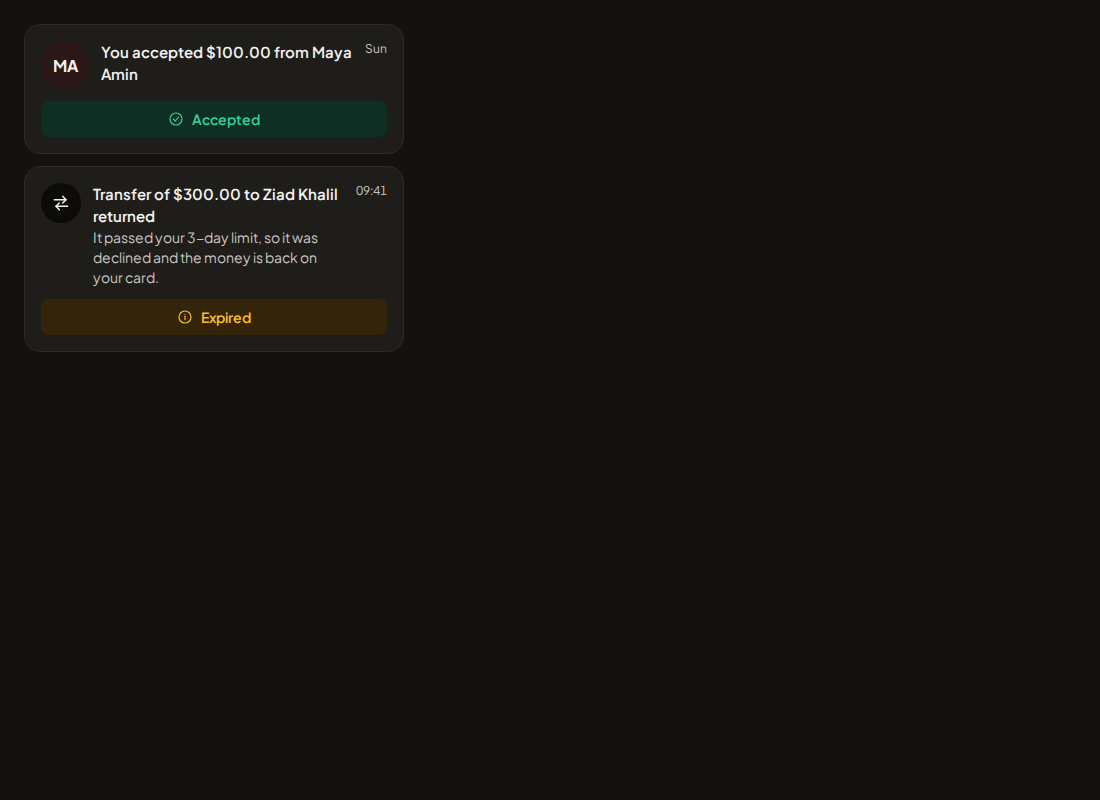 MA
You accepted $100.00 from Maya
Amin
Sun
Accepted
Transfer of $300.00 to Ziad Khalil
returned
09:41
It passed your 3-day limit, so it was
declined and the money is back on
your card.
Expired